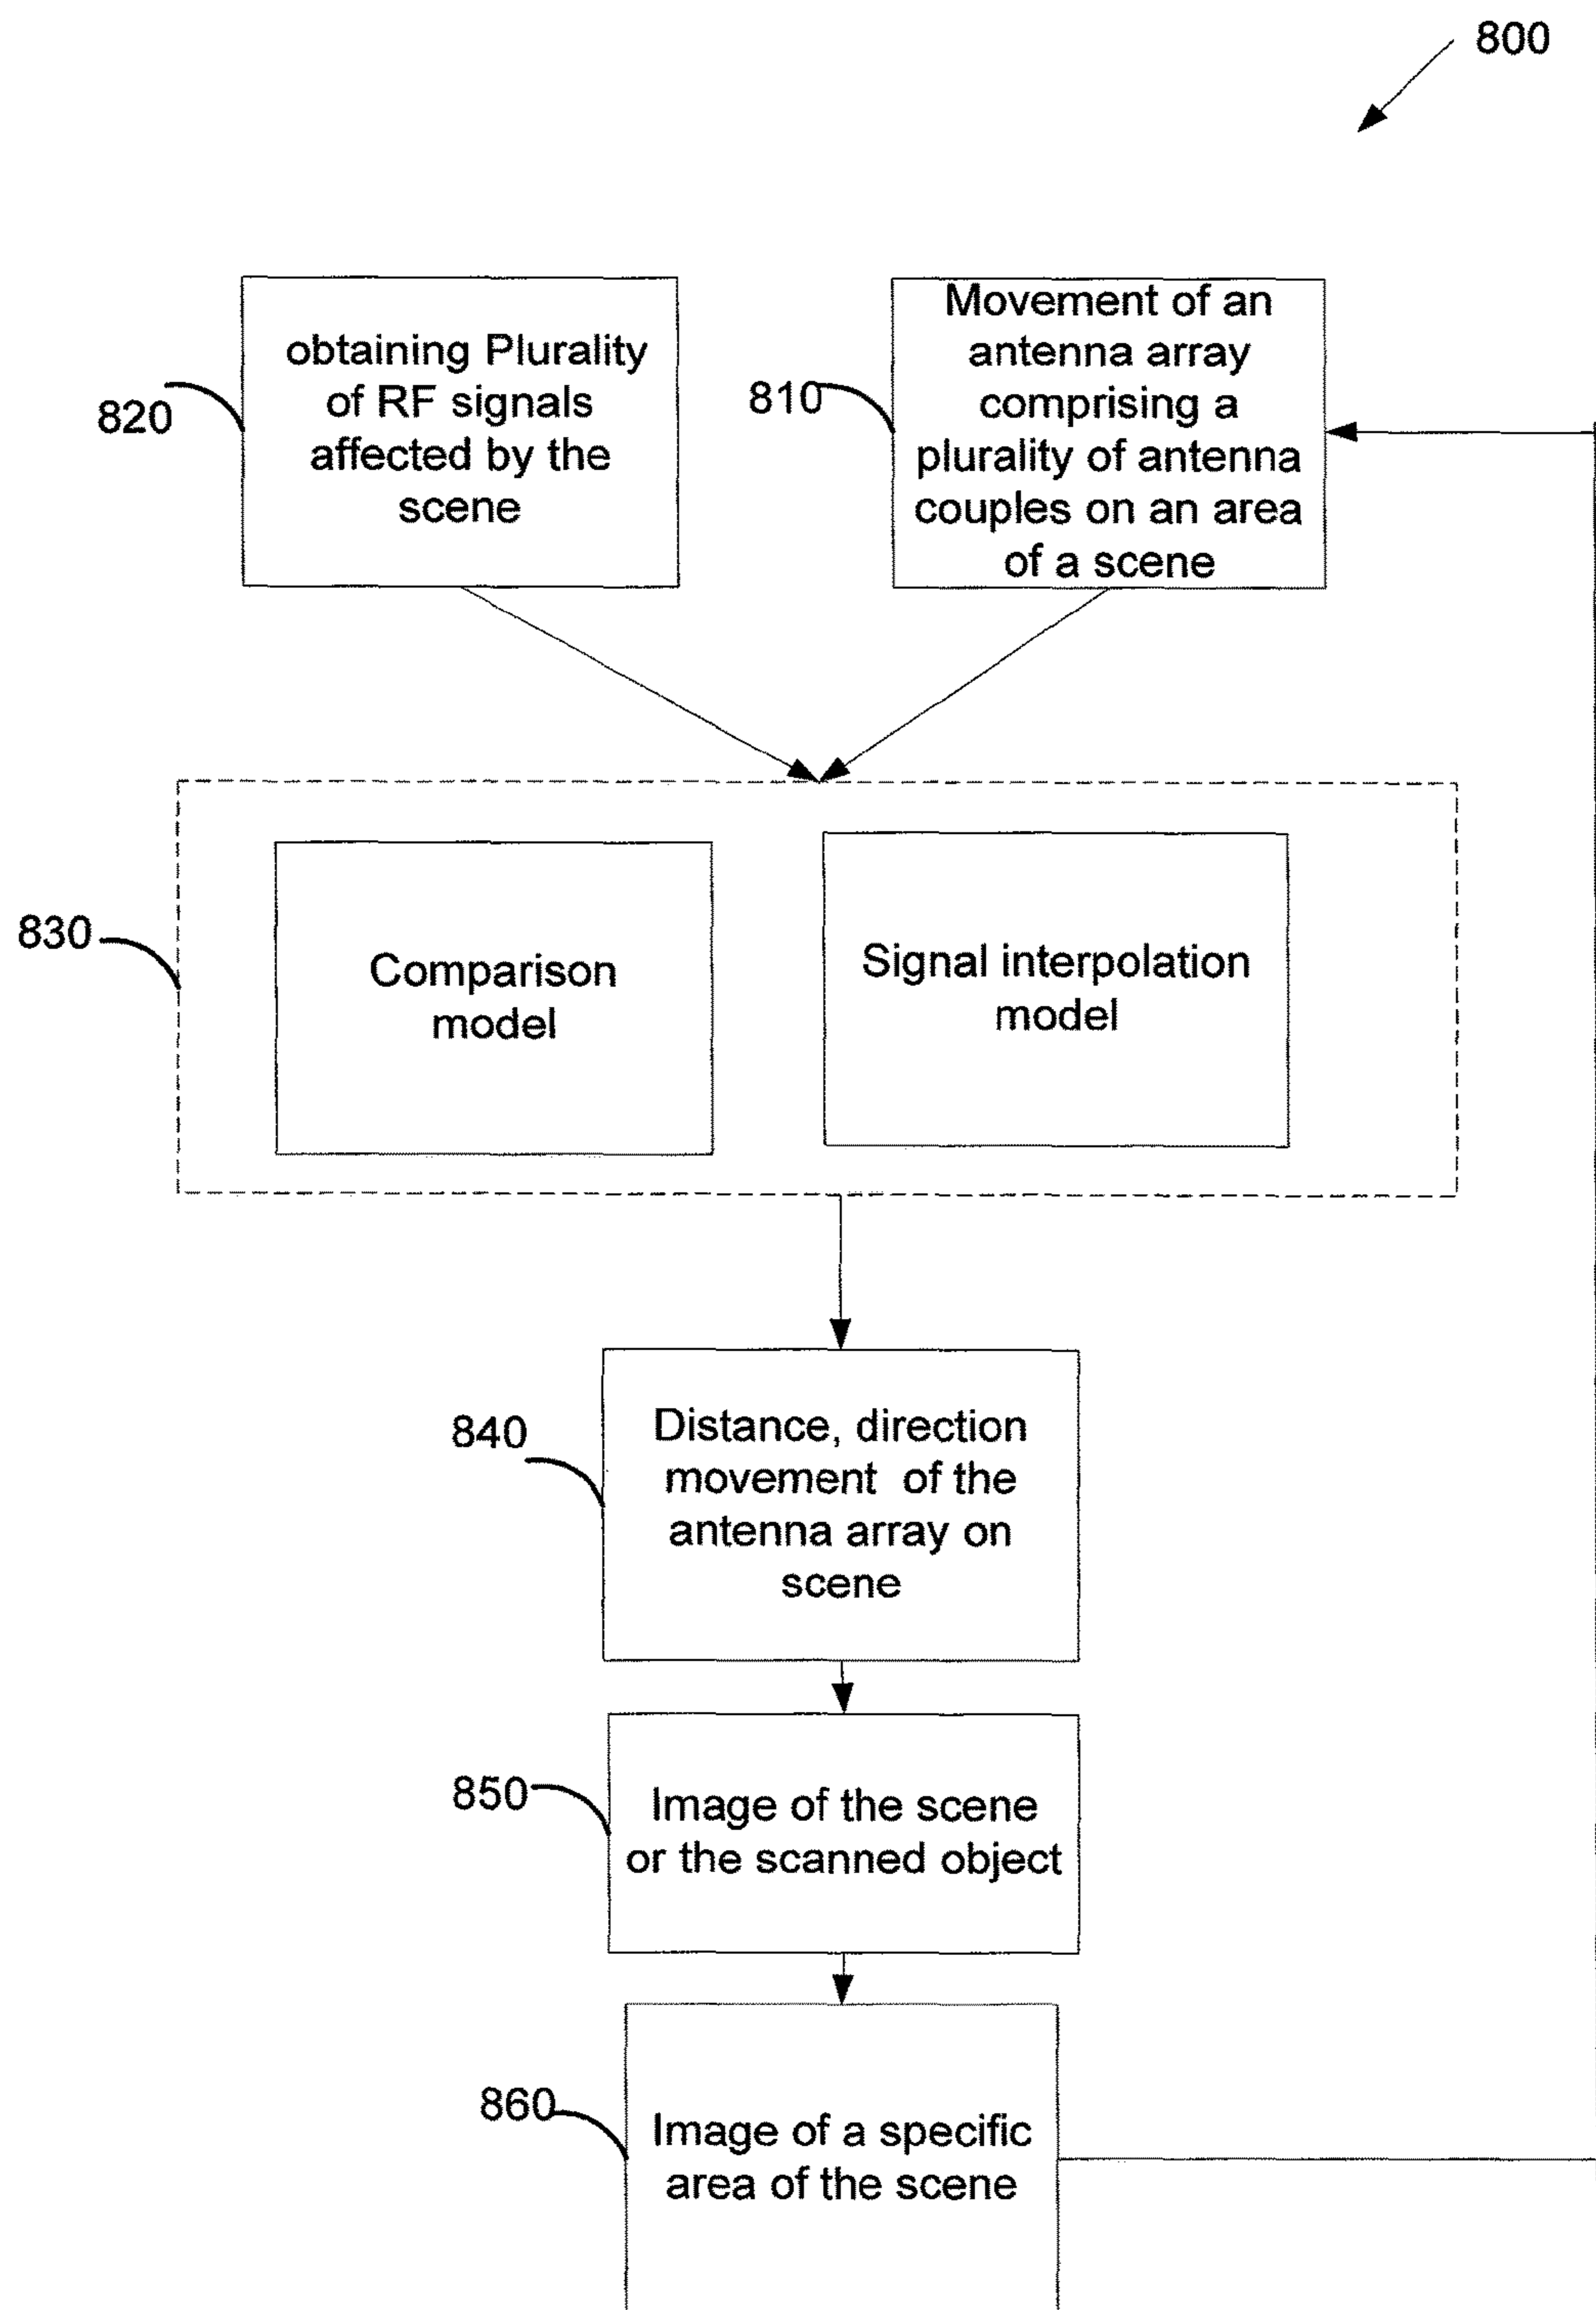 800
obtaining Plurality
of RF signals
affected by the
scene
820
Movement of an
antenna array
comprising a
plurality of antenna
couples on an area
of a scene
810
830
Comparison
model
Signal interpolation
model
840
Distance, direction
movement of the
antenna array on
scene
850
Image of the scene
or the scanned object
860
Image of a specific
area of the scene